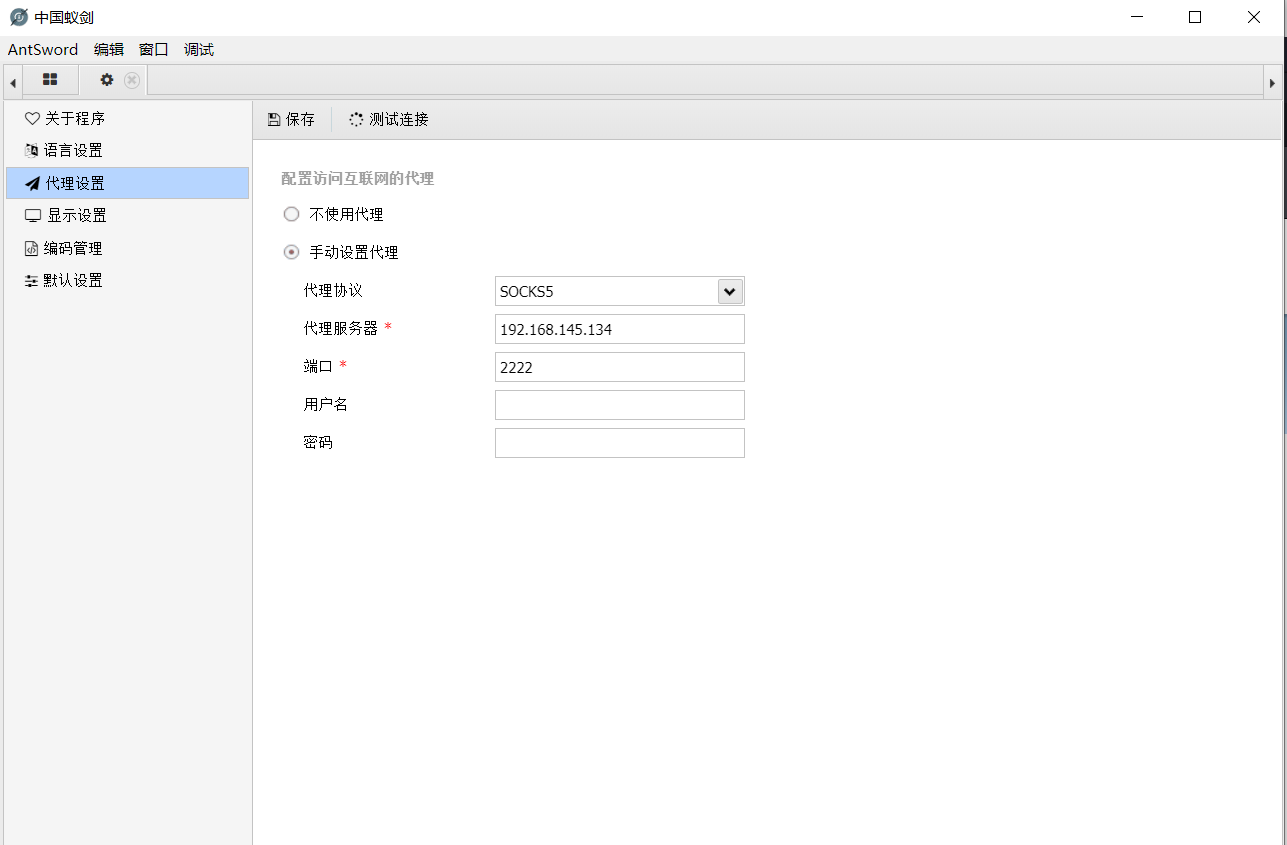 中国蚁剑
AntSword 编辑 窗口 调试
关于程序
语言设置
代理设置
显示设置
编码管理
默认设置
保存 测试连接
配置访问互联网的代理
不使用代理
手动设置代理
代理协议 SOCKS5
代理服务器 * 192.168.145.134
端口 * 2222
用户名
密码